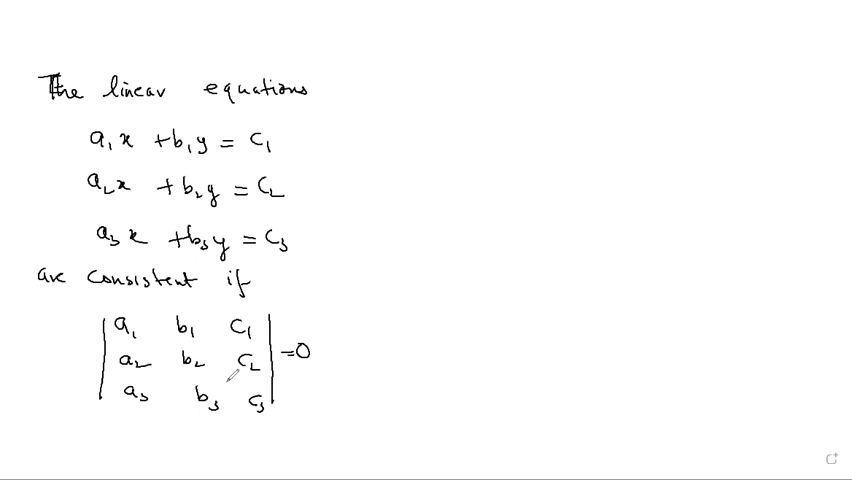 The linear equations
a₁x + b₁y = c₁
a₂x + b₂y = c₂
a₃x + b₃y = c₃
are consistent if
| a₁ b₁ c₁ |
| a₂ b₂ c₂ | = 0
| a₃ b₃ c₃ |